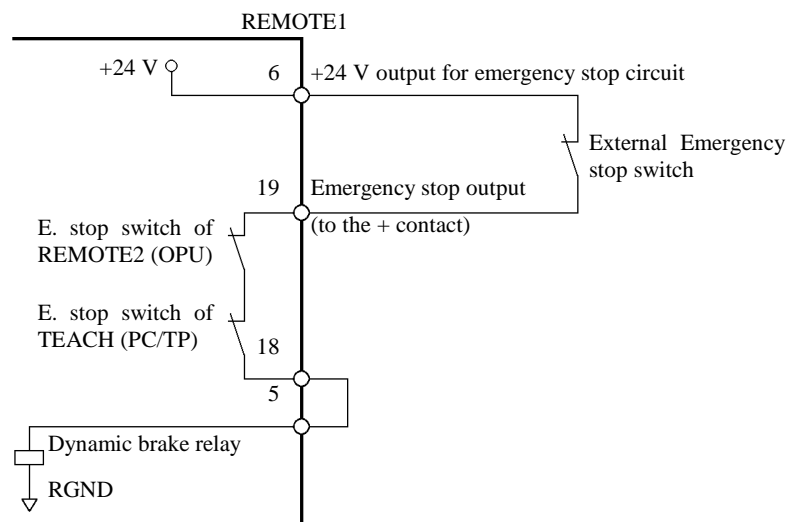 REMOTE1
+24 V
6
+24 V output for emergency stop circuit
External Emergency
stop switch
19
Emergency stop output
(to the + contact)
E. stop switch of
REMOTE2 (OPU)
E. stop switch of
TEACH (PC/TP)
18
5
Dynamic brake relay
RGND